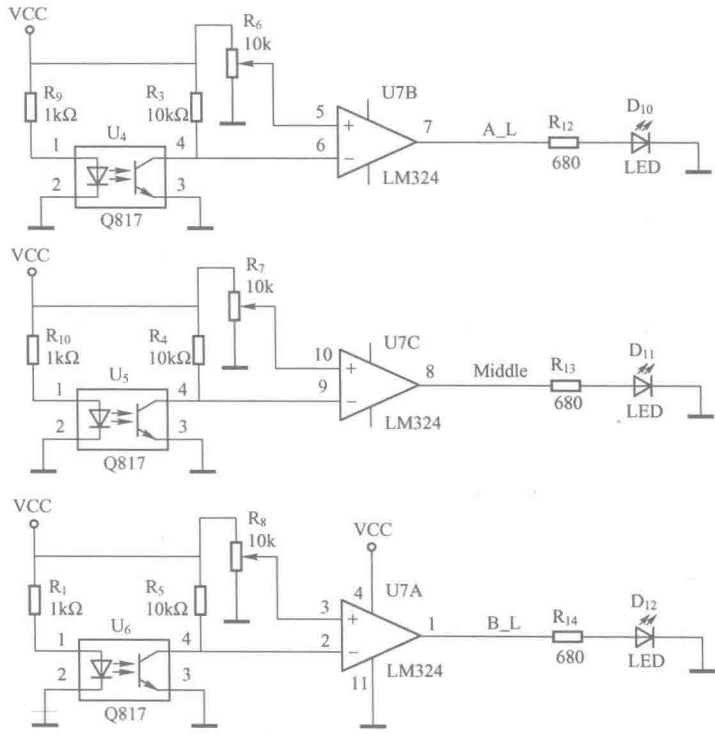 VCC
R6
10k
R9
1kΩ
R3
10kΩ
U4
1
2
4
3
Q817
5
6
U7B
7
LM324
A_L
R12
680
D10
LED
VCC
R7
10k
R10
1kΩ
R4
10kΩ
U5
1
2
4
3
Q817
10
9
U7C
8
LM324
Middle
R13
680
D11
LED
VCC
R8
10k
R1
1kΩ
R5
10kΩ
U6
1
2
4
3
Q817
VCC
4
3
2
U7A
1
11
LM324
B_L
R14
680
D12
LED